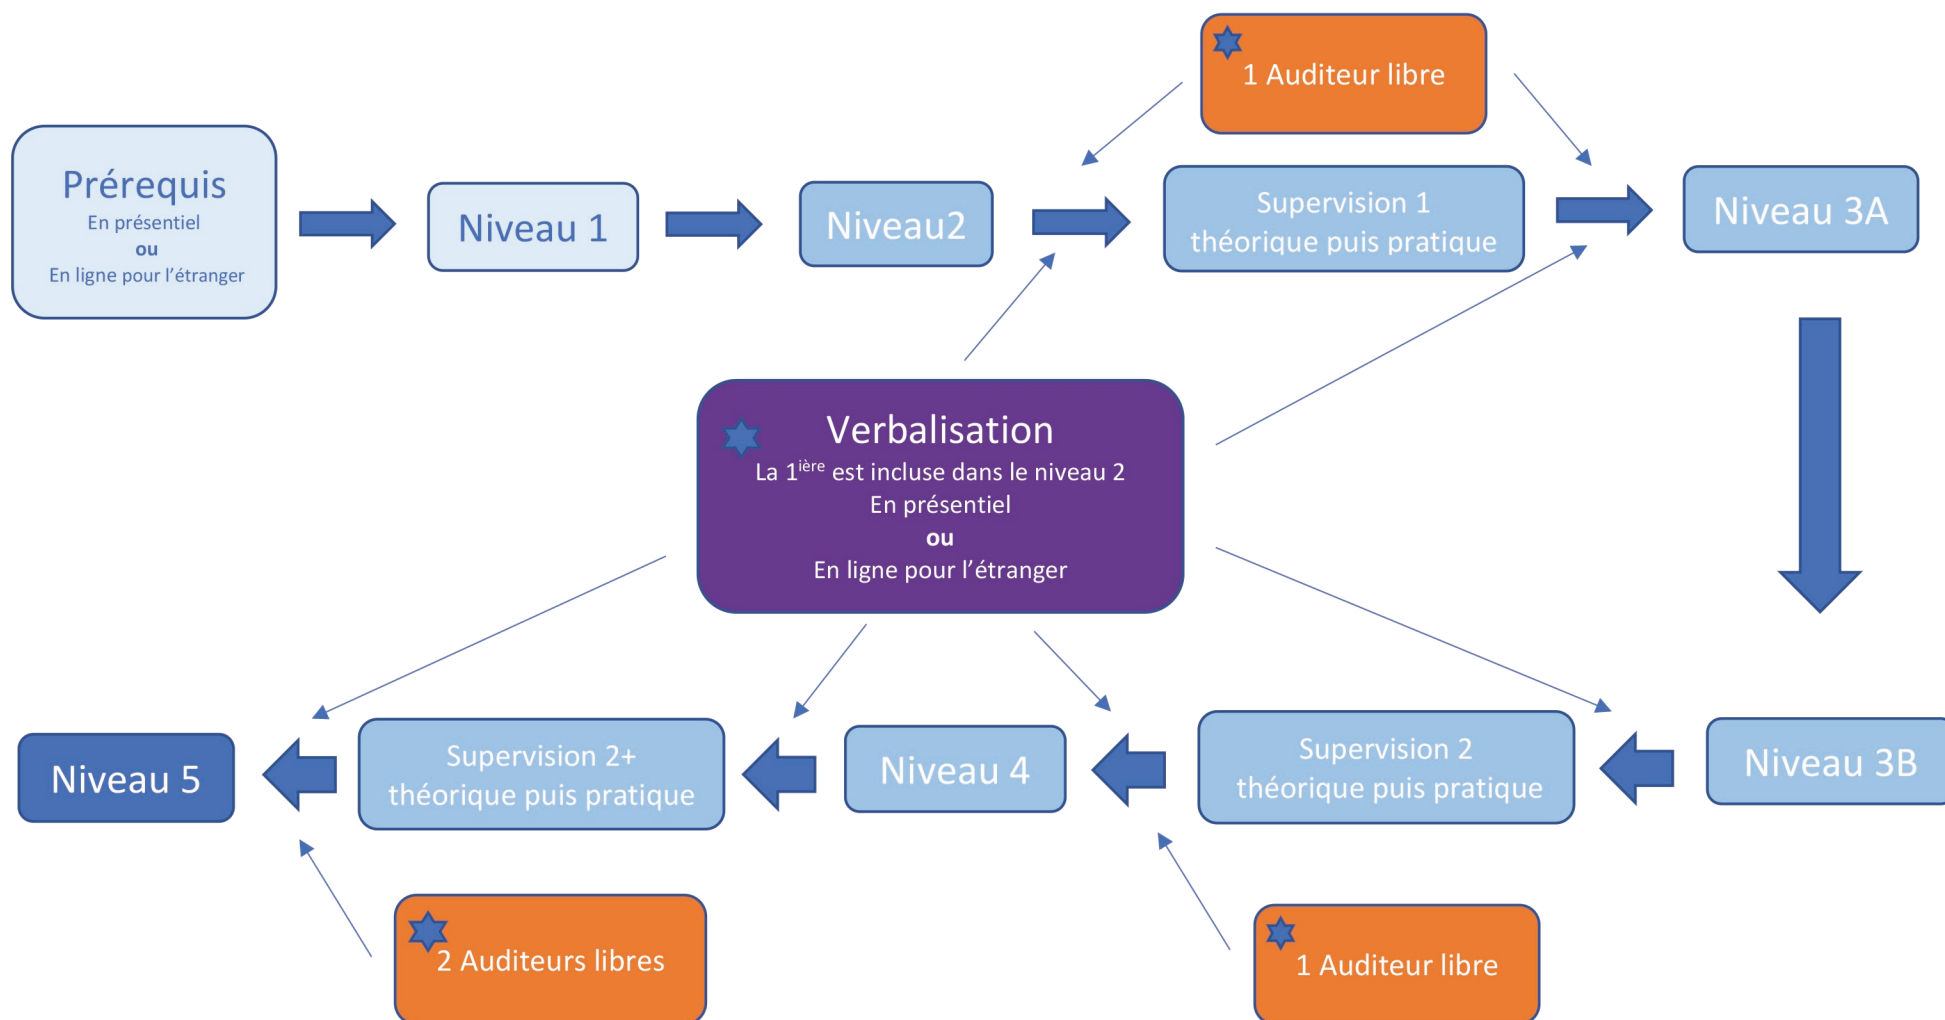 1 Auditeur libre
Prérequis
En présentiel
ou
En ligne pour l'étranger
Niveau 1
Niveau2
Supervision 1
théorique puis pratique
Niveau 3A
Verbalisation
La 1ière est incluse dans le niveau 2
En présentiel
ou
En ligne pour l'étranger
Niveau 5
Supervision 2+
théorique puis pratique
Niveau 4
Supervision 2
théorique puis pratique
Niveau 3B
2 Auditeurs libres
1 Auditeur libre